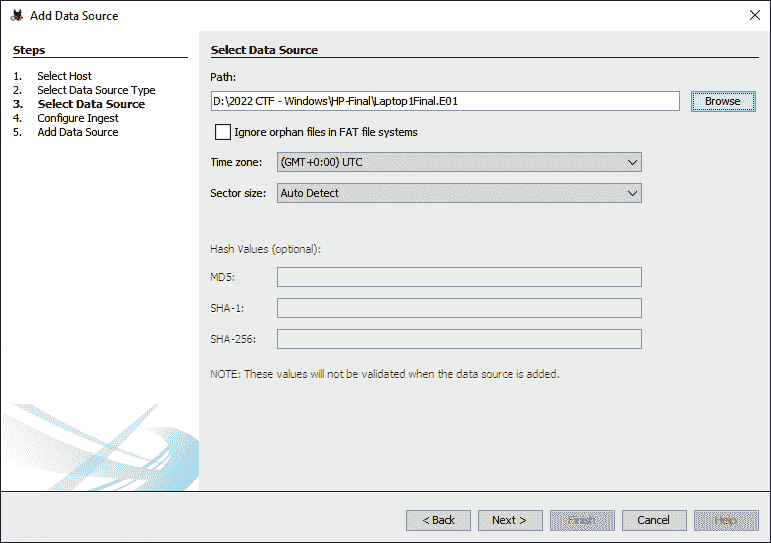 Add Data Source
Steps
1. Select Host
2. Select Data Source Type
3. Select Data Source
4. Configure Ingest
5. Add Data Source
Select Data Source
Path:
D:\2022 CTF - Windows\HP-Final\Laptop1Final.E01
Browse
Ignore orphan files in FAT file systems
Time zone: (GMT+0:00) UTC
Sector size: Auto Detect
Hash Values (optional):
MD5:
SHA-1:
SHA-256:
NOTE: These values will not be validated when the data source is added.
< Back Next > Finish Cancel Help